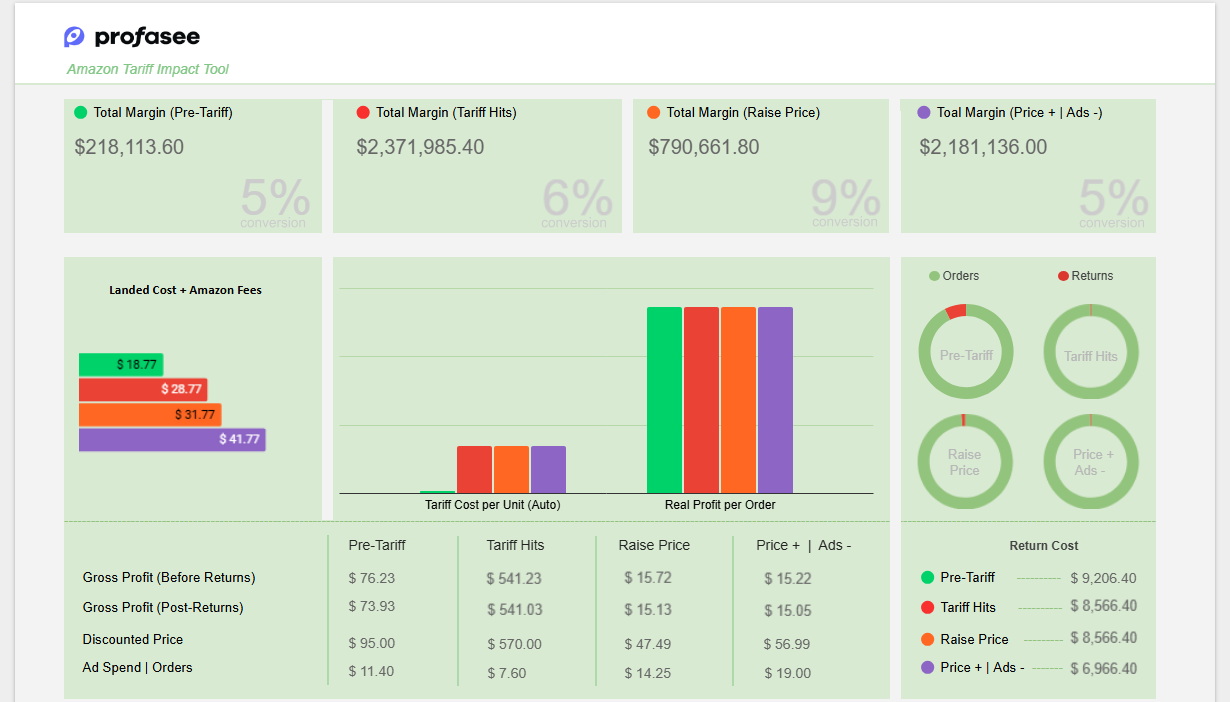 profasee
Amazon Tariff Impact Tool
Total Margin (Pre-Tariff)
$218,113.60
5%
conversion
Total Margin (Tariff Hits)
$2,371,985.40
6%
conversion
Total Margin (Raise Price)
$790,661.80
9%
conversion
Toal Margin (Price + | Ads -)
$2,181,136.00
5%
conversion
Landed Cost + Amazon Fees
$ 18.77
$ 28.77
$ 31.77
$ 41.77
Tariff Cost per Unit (Auto)
Real Profit per Order
Orders
Returns
Pre-Tariff
Tariff Hits
Raise
Price
Price +
Ads -
Pre-Tariff Tariff Hits Raise Price Price + | Ads -
Gross Profit (Before Returns) $ 76.23 $ 541.23 $ 15.72 $ 15.22
Gross Profit (Post-Returns) $ 73.93 $ 541.03 $ 15.13 $ 15.05
Discounted Price $ 95.00 $ 570.00 $ 47.49 $ 56.99
Ad Spend | Orders $ 11.40 $ 7.60 $ 14.25 $ 19.00
Return Cost
Pre-Tariff ---------- $ 9,206.40
Tariff Hits ---------- $ 8,566.40
Raise Price --------- $ 8,566.40
Price + | Ads - ------- $ 6,966.40